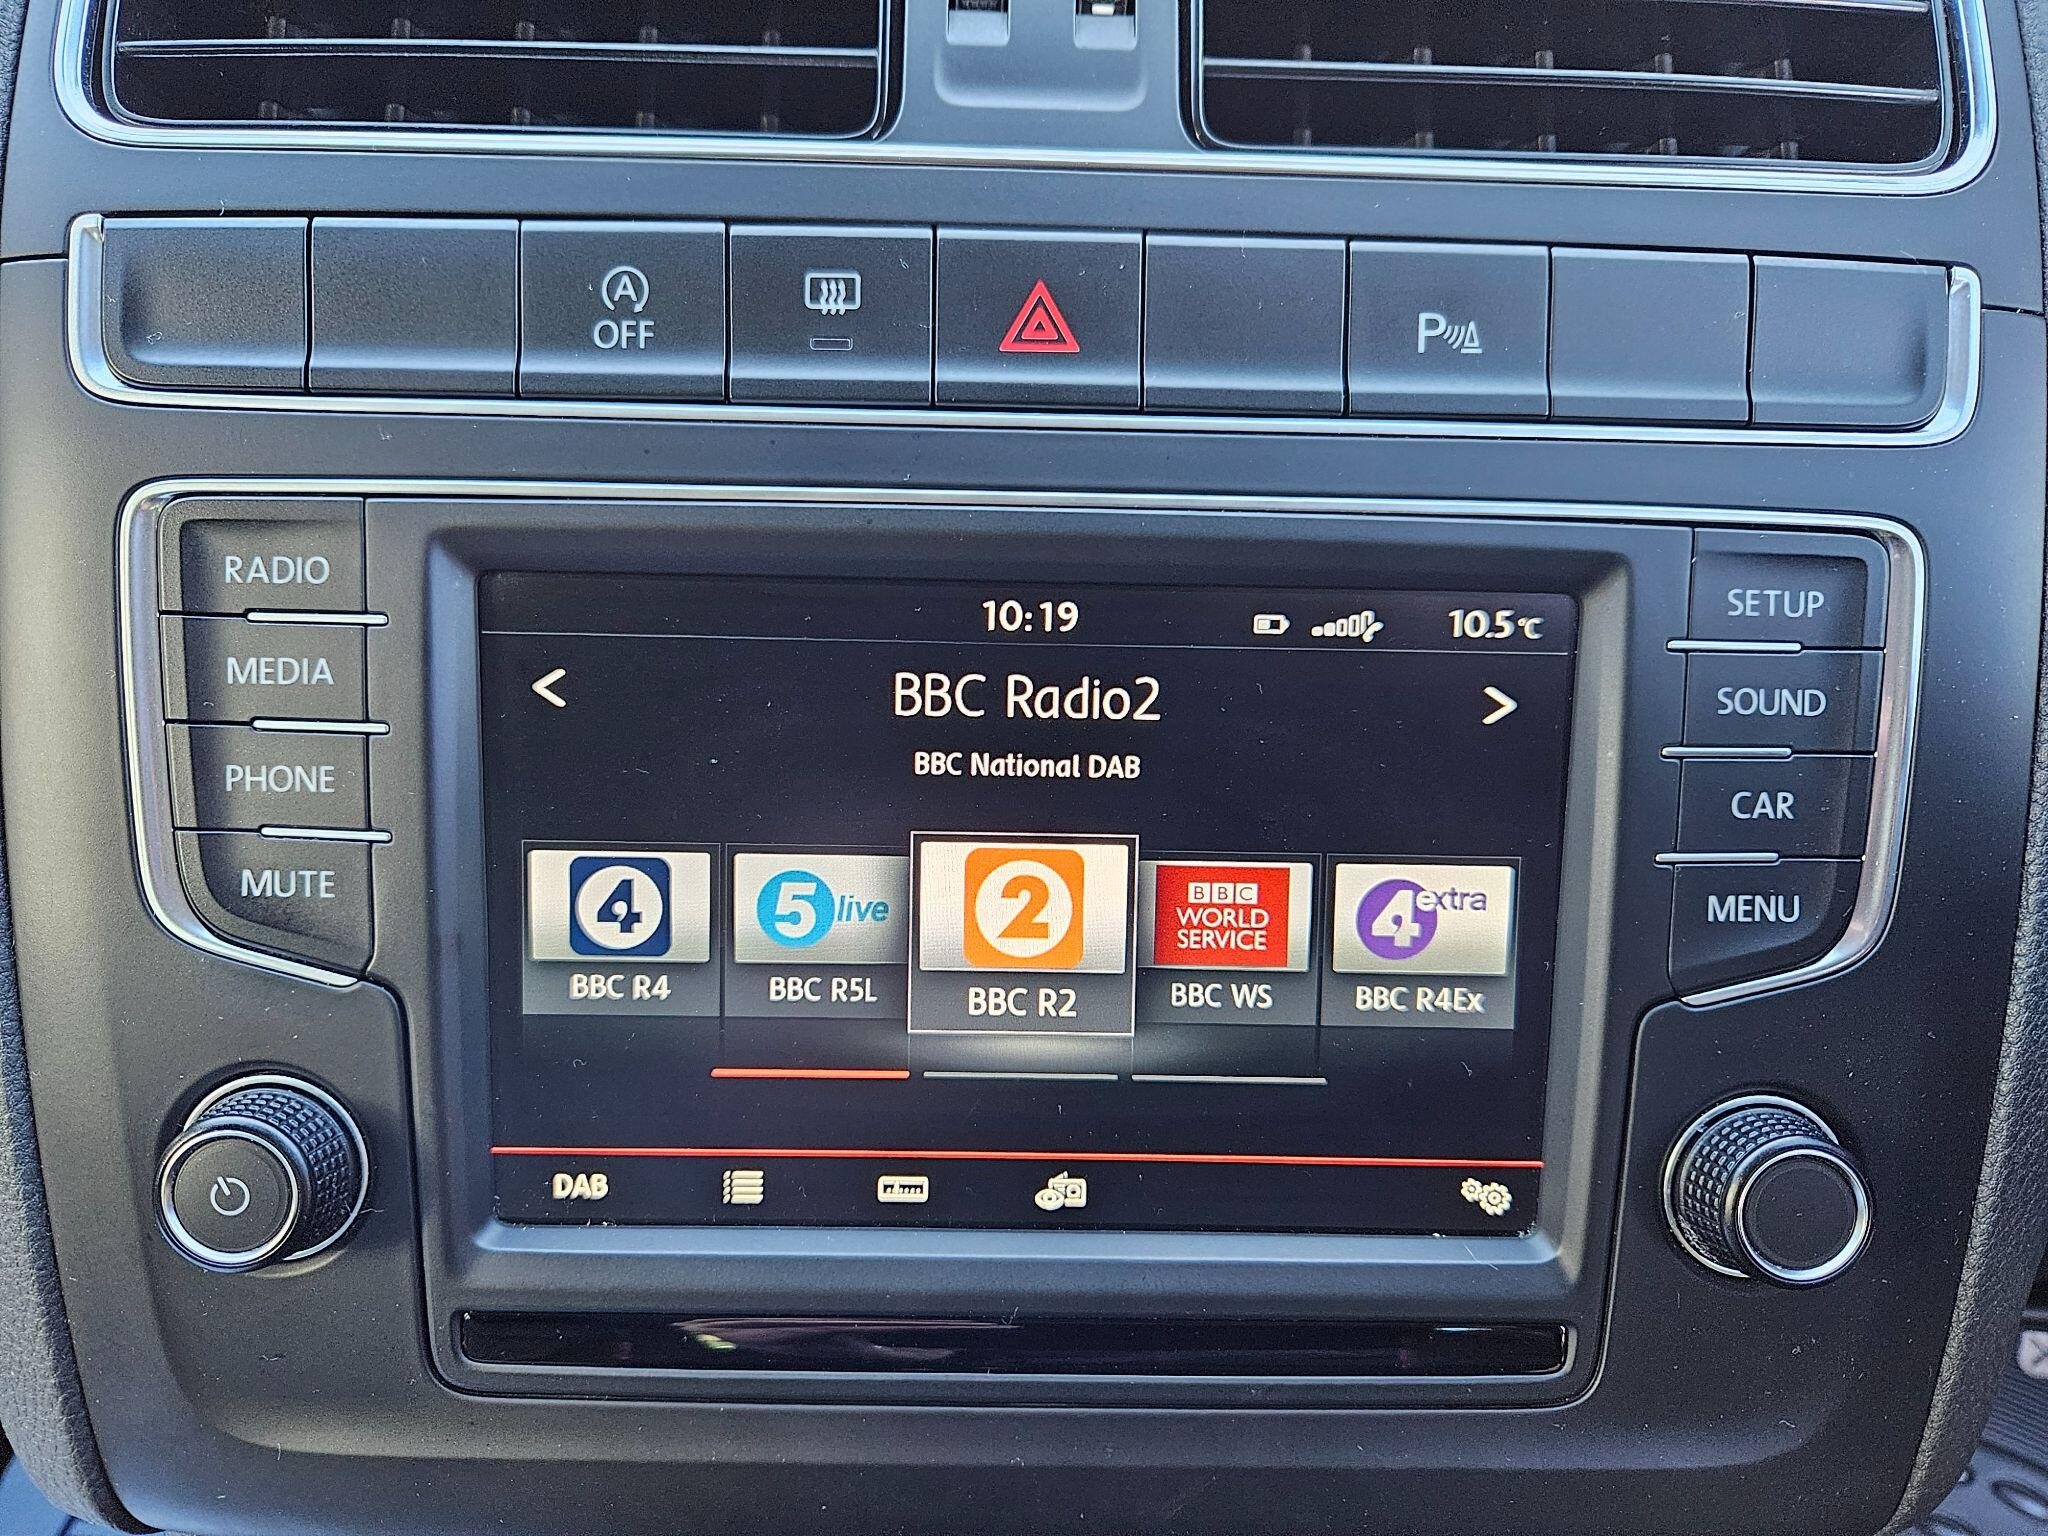 A
OFF
P
RADIO
MEDIA
PHONE
MUTE
10:19
10.5°C
<
BBC Radio2
>
BBC National DAB
4
5 live
2
BBC
WORLD
SERVICE
4 extra
BBC R4
BBC R5L
BBC R2
BBC WS
BBC R4Ex
DAB
SETUP
SOUND
CAR
MENU